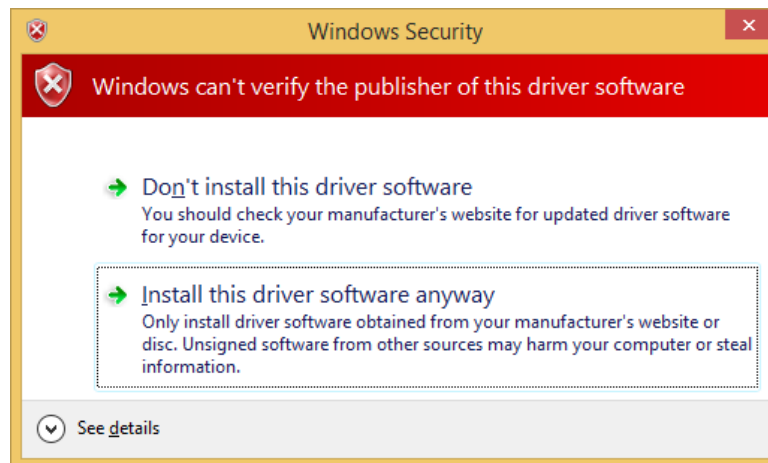 Windows Security
Windows can't verify the publisher of this driver software
Don't install this driver software
You should check your manufacturer's website for updated driver software
for your device.
Install this driver software anyway
Only install driver software obtained from your manufacturer's website or
disc. Unsigned software from other sources may harm your computer or steal
information.
See details